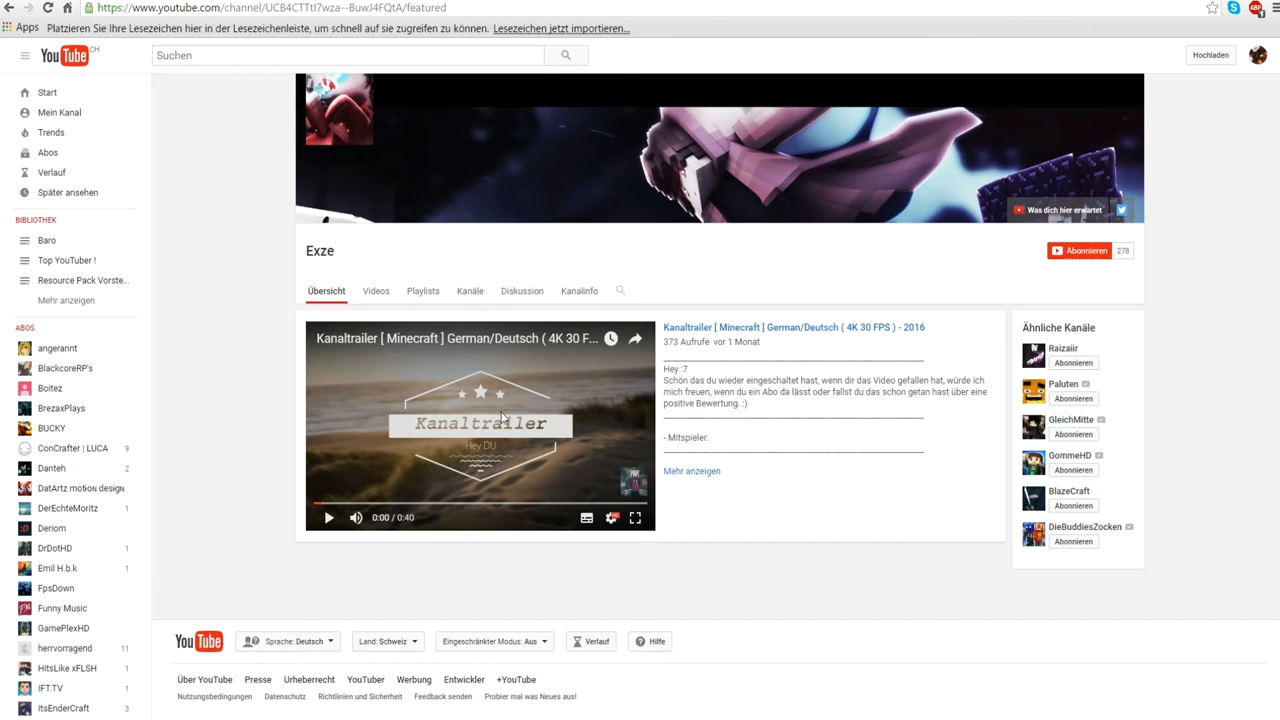 https://www.youtube.com/channel/UCB4CTTtI7wza--BuwJ4FQtA/featured
ABP
Apps
Platzieren Sie Ihre Lesezeichen hier in der Lesezeichenleiste, um schnell auf sie zugreifen zu können. Lesezeichen jetzt importieren...
YouTube CH
Suchen
Hochladen
Start
Mein Kanal
Trends
Abos
Verlauf
Später ansehen
BIBLIOTHEK
Baro
Top YouTuber !
Resource Pack Vorste...
Mehr anzeigen
ABOS
angerannt
BlackcoreRP's
Boitez
BrezaxPlays
BUCKY
ConCrafter | LUCA 9
Danteh
DatArtz motioи desigи
DerEchteMoritz 1
Deriom
DrDotHD 1
Emil H.b.k 1
FpsDown
Funny Music
GamePlexHD
herrvorragend 11
HitsLike xFLSH
IFT.TV 1
ItsEnderCraft 3
Was dich hier erwartet
Exze
Abonnieren 278
Übersicht
Videos
Playlists
Kanäle
Diskussion
Kanalinfo
Kanaltrailer [ Minecraft ] German/Deutsch ( 4K 30 F...
Kanaltrailer
Hey DU
0:00 / 0:40
HD
Kanaltrailer [ Minecraft ] German/Deutsch ( 4K 30 FPS ) - 2016
373 Aufrufe vor 1 Monat
Hey :7
Schön das du wieder eingeschaltet hast, wenn dir das Video gefallen hat, würde ich
mich freuen, wenn du ein Abo da lässt oder fallst du das schon getan hast über eine
positive Bewertung. :)
- Mitspieler:
Mehr anzeigen
Ähnliche Kanäle
Raizaiir
Abonnieren
Paluten
Abonnieren
GleichMitte
Abonnieren
GommeHD
Abonnieren
BlazeCraft
Abonnieren
DieBuddiesZocken
Abonnieren
YouTube
Sprache: Deutsch
Land: Schweiz
Eingeschränkter Modus: Aus
Verlauf
Hilfe
Über YouTube
Presse
Urheberrecht
YouTuber
Werbung
Entwickler
+YouTube
Nutzungsbedingungen
Datenschutz
Richtlinien und Sicherheit
Feedback senden
Probier mal was Neues aus!